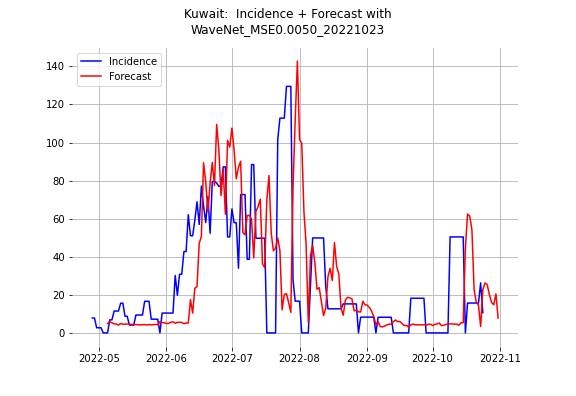 Kuwait:  Incidence + Forecast with
WaveNet_MSE0.0050_20221023
Incidence
Forecast
140
120
100
80
60
40
20
0
2022-05 2022-06 2022-07 2022-08 2022-09 2022-10 2022-11